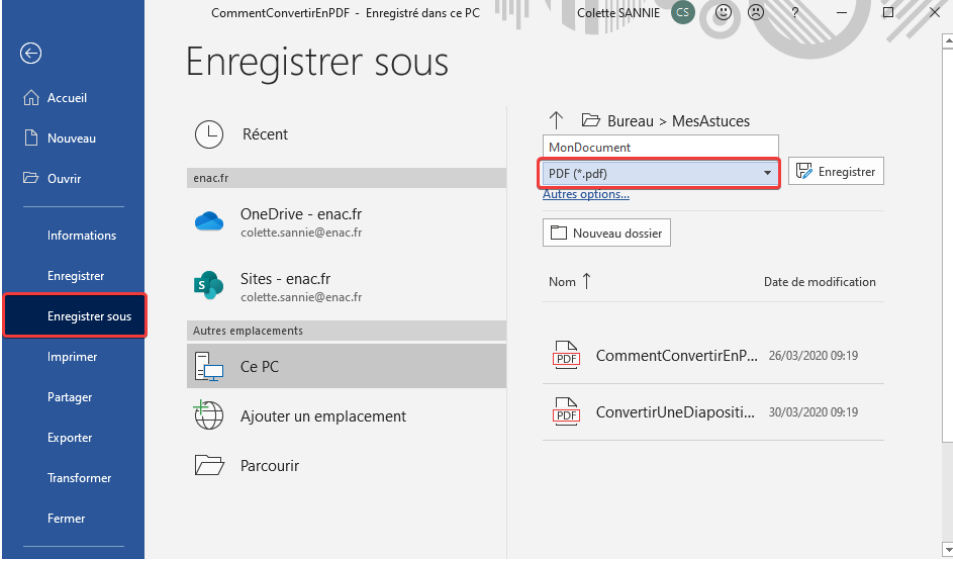 CommentConvertirEnPDF - Enregistré dans ce PC
Colette SANNIE CS ?
Enregistrer sous
Accueil
Nouveau
Ouvrir
Informations
Enregistrer
Enregistrer sous
Imprimer
Partager
Exporter
Transformer
Fermer
Récent
enac.fr
OneDrive - enac.fr
colette.sannie@enac.fr
S
Sites - enac.fr
colette.sannie@enac.fr
Autres emplacements
Ce PC
Ajouter un emplacement
Parcourir
Bureau > MesAstuces
MonDocument
PDF (*.pdf)
Enregistrer
Autres options...
Nouveau dossier
Nom ↑ Date de modification
PDF CommentConvertirEnP... 26/03/2020 09:19
PDF ConvertirUneDiapositi... 30/03/2020 09:19